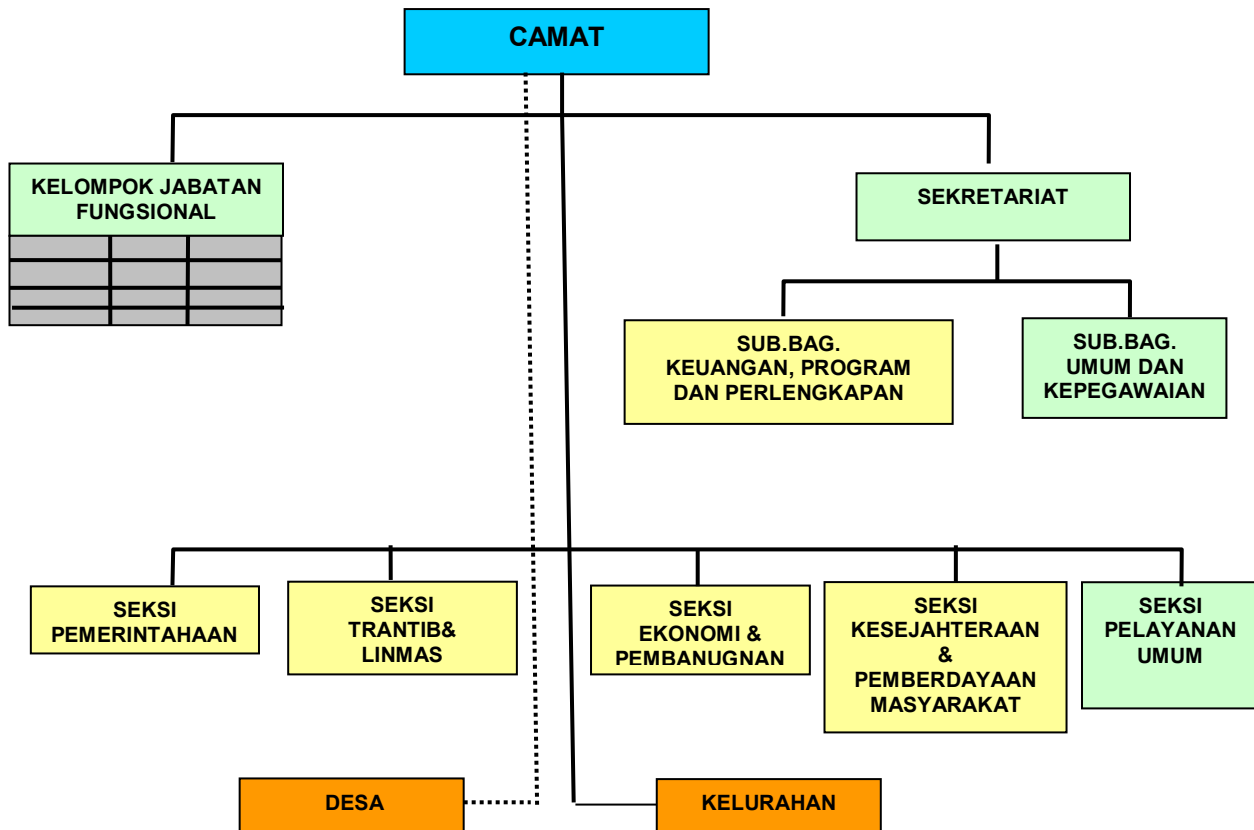 CAMAT
KELOMPOK JABATAN
FUNGSIONAL
SEKRETARIAT
SUB.BAG.
KEUANGAN, PROGRAM
DAN PERLENGKAPAN
SUB.BAG.
UMUM DAN
KEPEGAWAIAN
SEKSI
PEMERINTAHAAN
SEKSI
TRANTIB&
LINMAS
SEKSI
EKONOMI &
PEMBANUGNAN
SEKSI
KESEJAHTERAAN
&
PEMBERDAYAAN
MASYARAKAT
SEKSI
PELAYANAN
UMUM
DESA
KELURAHAN